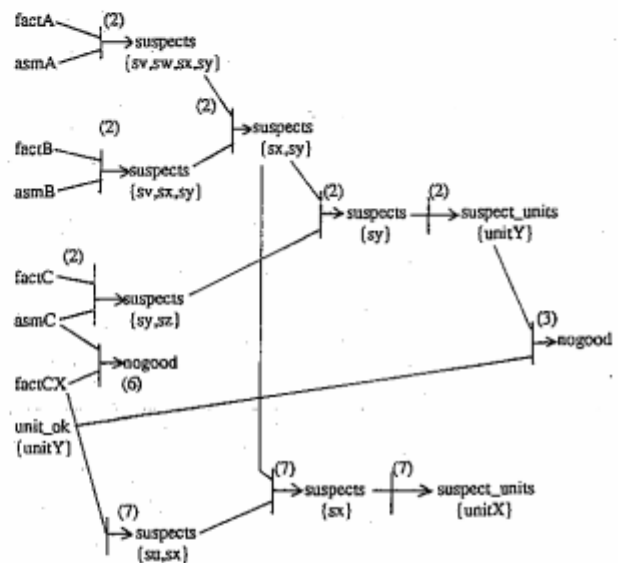 factA
(2)
suspects
asmA
{sv,sw,sx,sy}
(2)
(2)
suspects
factB
{sx,sy}
suspects
asmB
{sv,sx,sy}
(2)
(2)
suspects
suspect_units
{sy}
{unitY}
(2)
factC
suspects
asmC
{sy,sz}
(3)
nogood
nogood
factCX
(6)
unit_ok
{unitY}
(7)
(7)
suspects
suspect_units
{sx}
{unitX}
(7)
suspects
{su,sx}